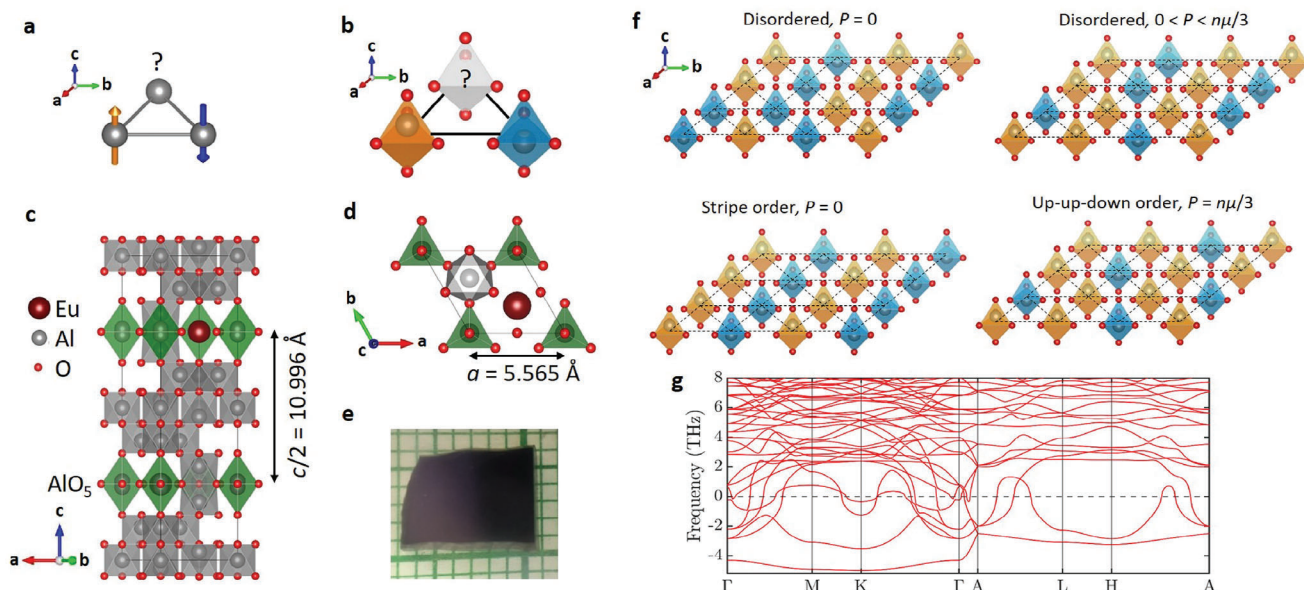 a
c
b
a
?
b
c
b
a
?
c
Eu
Al
O
AlO₅
c/2 = 10.996 Å
c
a
b
d
b
c
a
a = 5.565 Å
e
f
c
b
a
Disordered, P = 0
Disordered, 0 < P < nμ/3
Stripe order, P = 0
Up-up-down order, P = nμ/3
g
Frequency (THz)
8
6
4
2
0
-2
-4
Γ M K Γ A L H A